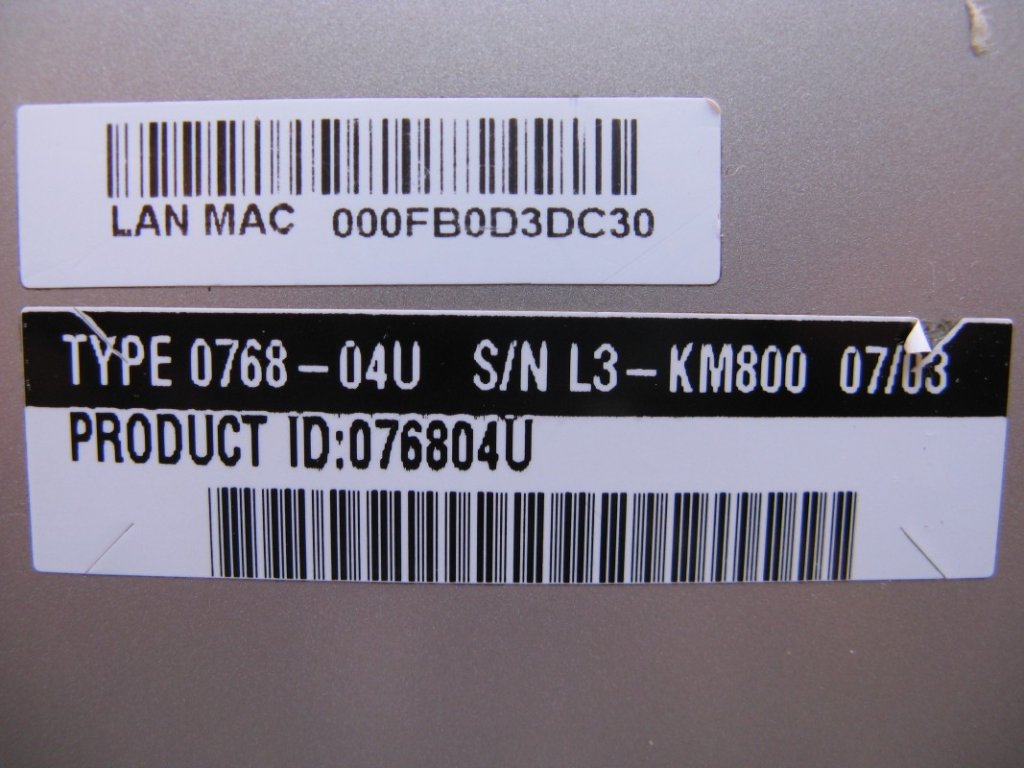 LAN MAC 000FB0D3DC30
TYPE 0768-04U S/N L3-KM800 07/03
PRODUCT ID:076804U